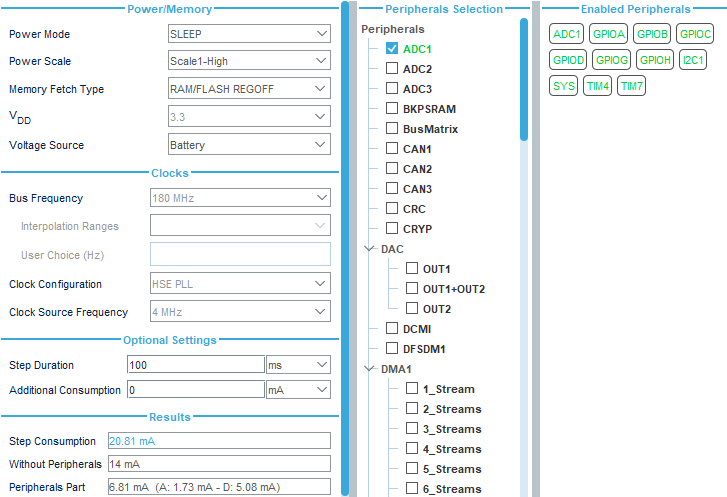 Power/Memory
Power Mode SLEEP
Power Scale Scale1-High
Memory Fetch Type RAM/FLASH REGOFF
VDD 3.3
Voltage Source Battery
Clocks
Bus Frequency 180 MHz
Interpolation Ranges
User Choice (Hz)
Clock Configuration HSE PLL
Clock Source Frequency 4 MHz
Optional Settings
Step Duration 100 ms
Additional Consumption 0 mA
Results
Step Consumption 20.81 mA
Without Peripherals 14 mA
Peripherals Part 6.81 mA (A: 1.73 mA - D: 5.08 mA)
Peripherals Selection
Peripherals
ADC1
ADC2
ADC3
BKPSRAM
BusMatrix
CAN1
CAN2
CAN3
CRC
CRYP
DAC
OUT1
OUT1+OUT2
OUT2
DCMI
DFSDM1
DMA1
1_Stream
2_Streams
3_Streams
4_Streams
5_Streams
6_Streams
Enabled Peripherals
ADC1 GPIOA GPIOB GPIOC
GPIOD GPIOG GPIOH I2C1
SYS TIM4 TIM7